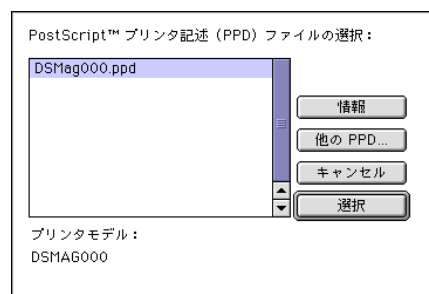 PostScript™ プリンタ記述（PPD）ファイルの選択：
DSMag000.ppd
情報
他の PPD...
キャンセル
選択
プリンタモデル：
DSMAG000